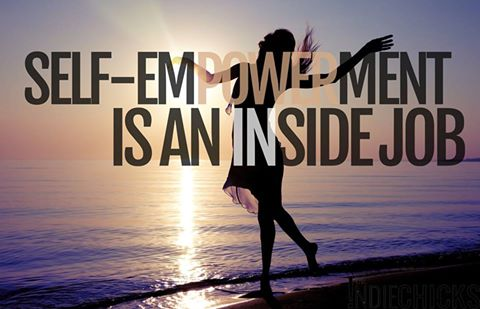 SELF-EMPOWERMENT
IS AN INSIDE JOB
INDIECHICKS